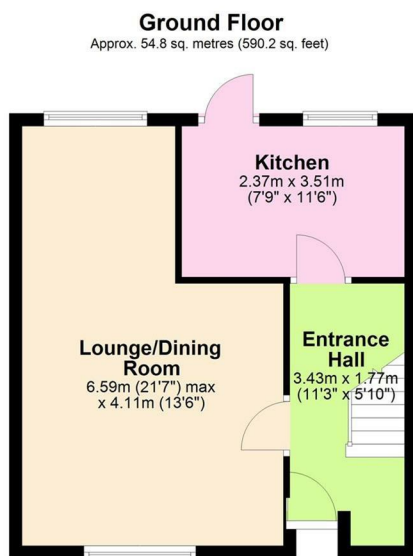 Ground Floor
Approx. 54.8 sq. metres (590.2 sq. feet)
Kitchen
2.37m x 3.51m
(7'9" x 11'6")
Lounge/Dining
Room
6.59m (21'7") max
x 4.11m (13'6")
Entrance
Hall
3.43m x 1.77m
(11'3" x 5'10")